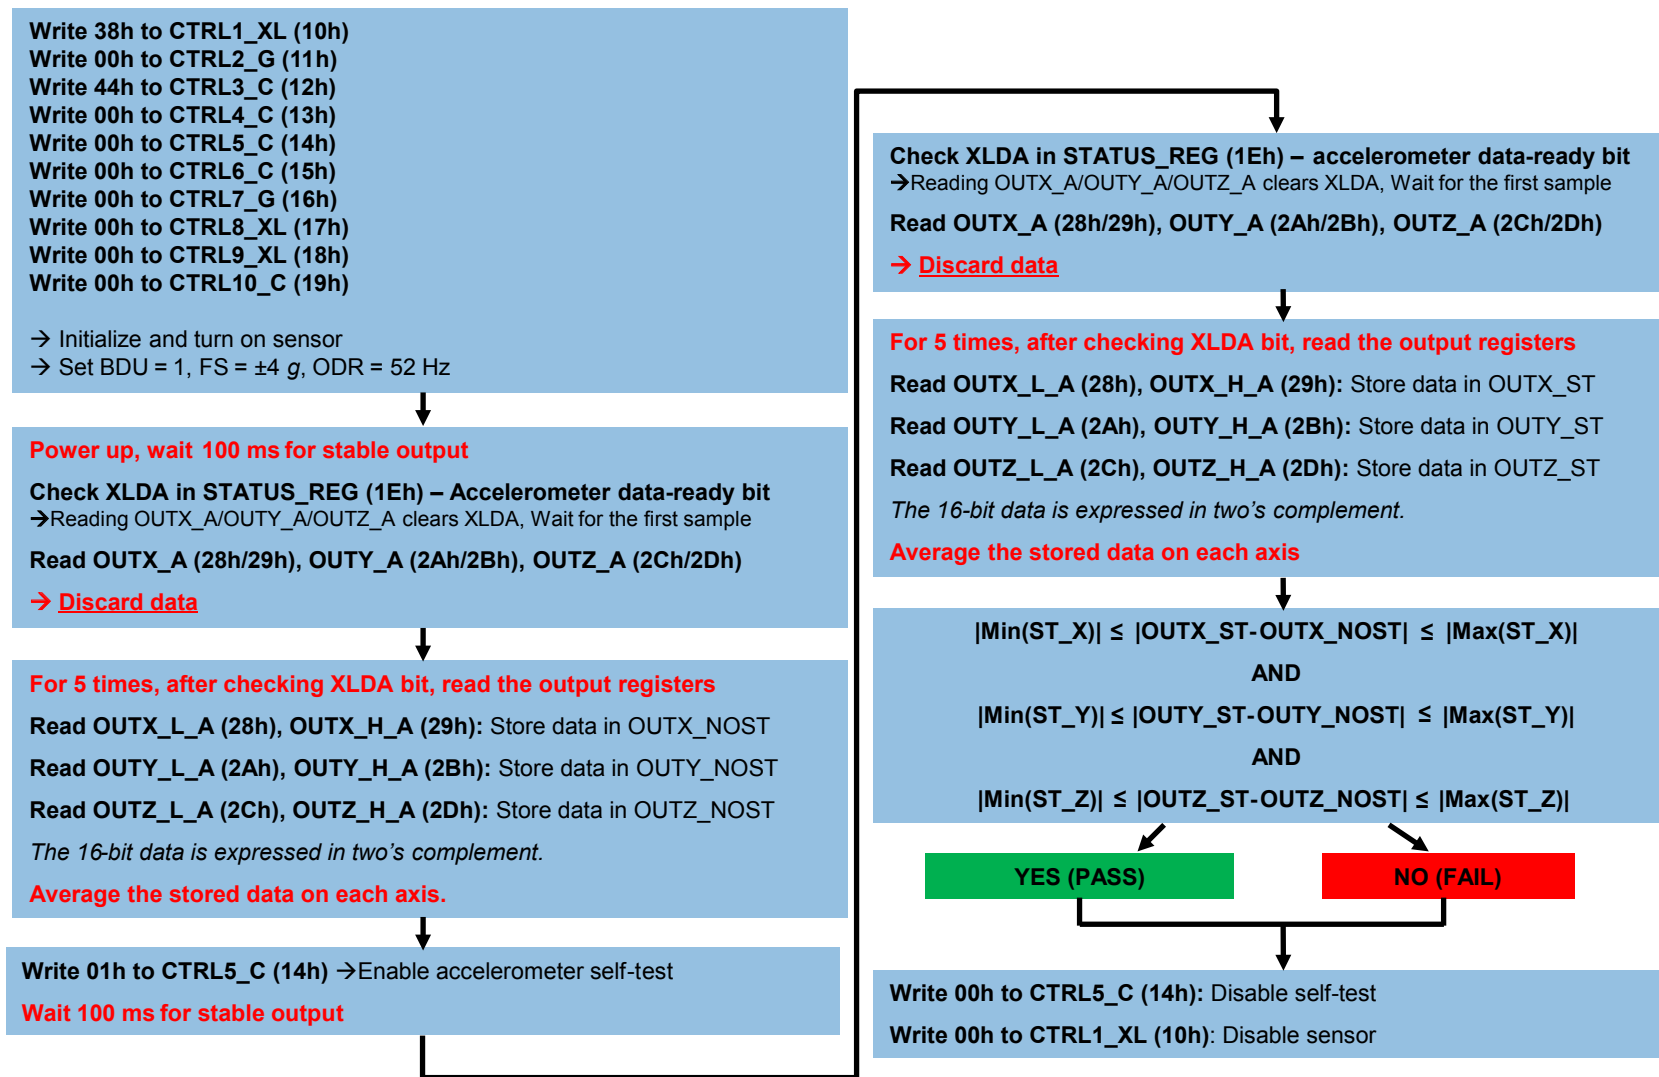 Write 38h to CTRL1_XL (10h)
Write 00h to CTRL2_G (11h)
Write 44h to CTRL3_C (12h)
Write 00h to CTRL4_C (13h)
Write 00h to CTRL5_C (14h)
Write 00h to CTRL6_C (15h)
Write 00h to CTRL7_G (16h)
Write 00h to CTRL8_XL (17h)
Write 00h to CTRL9_XL (18h)
Write 00h to CTRL10_C (19h)
→ Initialize and turn on sensor
→ Set BDU = 1, FS = ±4 g, ODR = 52 Hz
Power up, wait 100 ms for stable output
Check XLDA in STATUS_REG (1Eh) – Accelerometer data-ready bit
→Reading OUTX_A/OUTY_A/OUTZ_A clears XLDA, Wait for the first sample
Read OUTX_A (28h/29h), OUTY_A (2Ah/2Bh), OUTZ_A (2Ch/2Dh)
→ Discard data
For 5 times, after checking XLDA bit, read the output registers
Read OUTX_L_A (28h), OUTX_H_A (29h): Store data in OUTX_NOST
Read OUTY_L_A (2Ah), OUTY_H_A (2Bh): Store data in OUTY_NOST
Read OUTZ_L_A (2Ch), OUTZ_H_A (2Dh): Store data in OUTZ_NOST
The 16-bit data is expressed in two’s complement.
Average the stored data on each axis.
Write 01h to CTRL5_C (14h) →Enable accelerometer self-test
Wait 100 ms for stable output
Check XLDA in STATUS_REG (1Eh) – accelerometer data-ready bit
→Reading OUTX_A/OUTY_A/OUTZ_A clears XLDA, Wait for the first sample
Read OUTX_A (28h/29h), OUTY_A (2Ah/2Bh), OUTZ_A (2Ch/2Dh)
→ Discard data
For 5 times, after checking XLDA bit, read the output registers
Read OUTX_L_A (28h), OUTX_H_A (29h): Store data in OUTX_ST
Read OUTY_L_A (2Ah), OUTY_H_A (2Bh): Store data in OUTY_ST
Read OUTZ_L_A (2Ch), OUTZ_H_A (2Dh): Store data in OUTZ_ST
The 16-bit data is expressed in two’s complement.
Average the stored data on each axis
|Min(ST_X)| ≤ |OUTX_ST-OUTX_NOST| ≤ |Max(ST_X)|
AND
|Min(ST_Y)| ≤ |OUTY_ST-OUTY_NOST| ≤ |Max(ST_Y)|
AND
|Min(ST_Z)| ≤ |OUTZ_ST-OUTZ_NOST| ≤ |Max(ST_Z)|
YES (PASS)
NO (FAIL)
Write 00h to CTRL5_C (14h): Disable self-test
Write 00h to CTRL1_XL (10h): Disable sensor